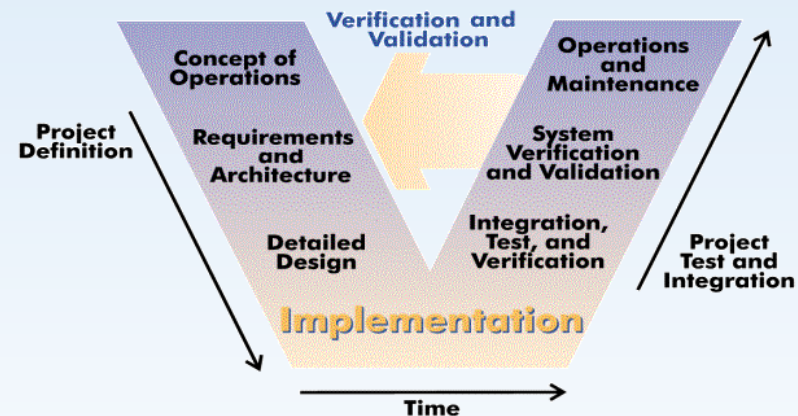 Verification and
Validation
Concept of
Operations
Operations
and
Maintenance
Project
Definition
Requirements
and
Architecture
System
Verification
and Validation
Detailed
Design
Integration,
Test, and
Verification
Project
Test and
Integration
Implementation
Time